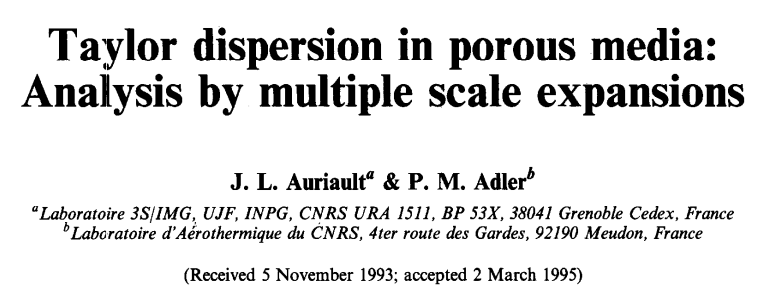 Taylor dispersion in porous media:
Analysis by multiple scale expansions
J. L. Auriault^a & P. M. Adler^b
^a Laboratoire 3S/IMG, UJF, INPG, CNRS URA 1511, BP 53X, 38041 Grenoble Cedex, France
^b Laboratoire d'Aérothermique du CNRS, 4ter route des Gardes, 92190 Meudon, France
(Received 5 November 1993; accepted 2 March 1995)